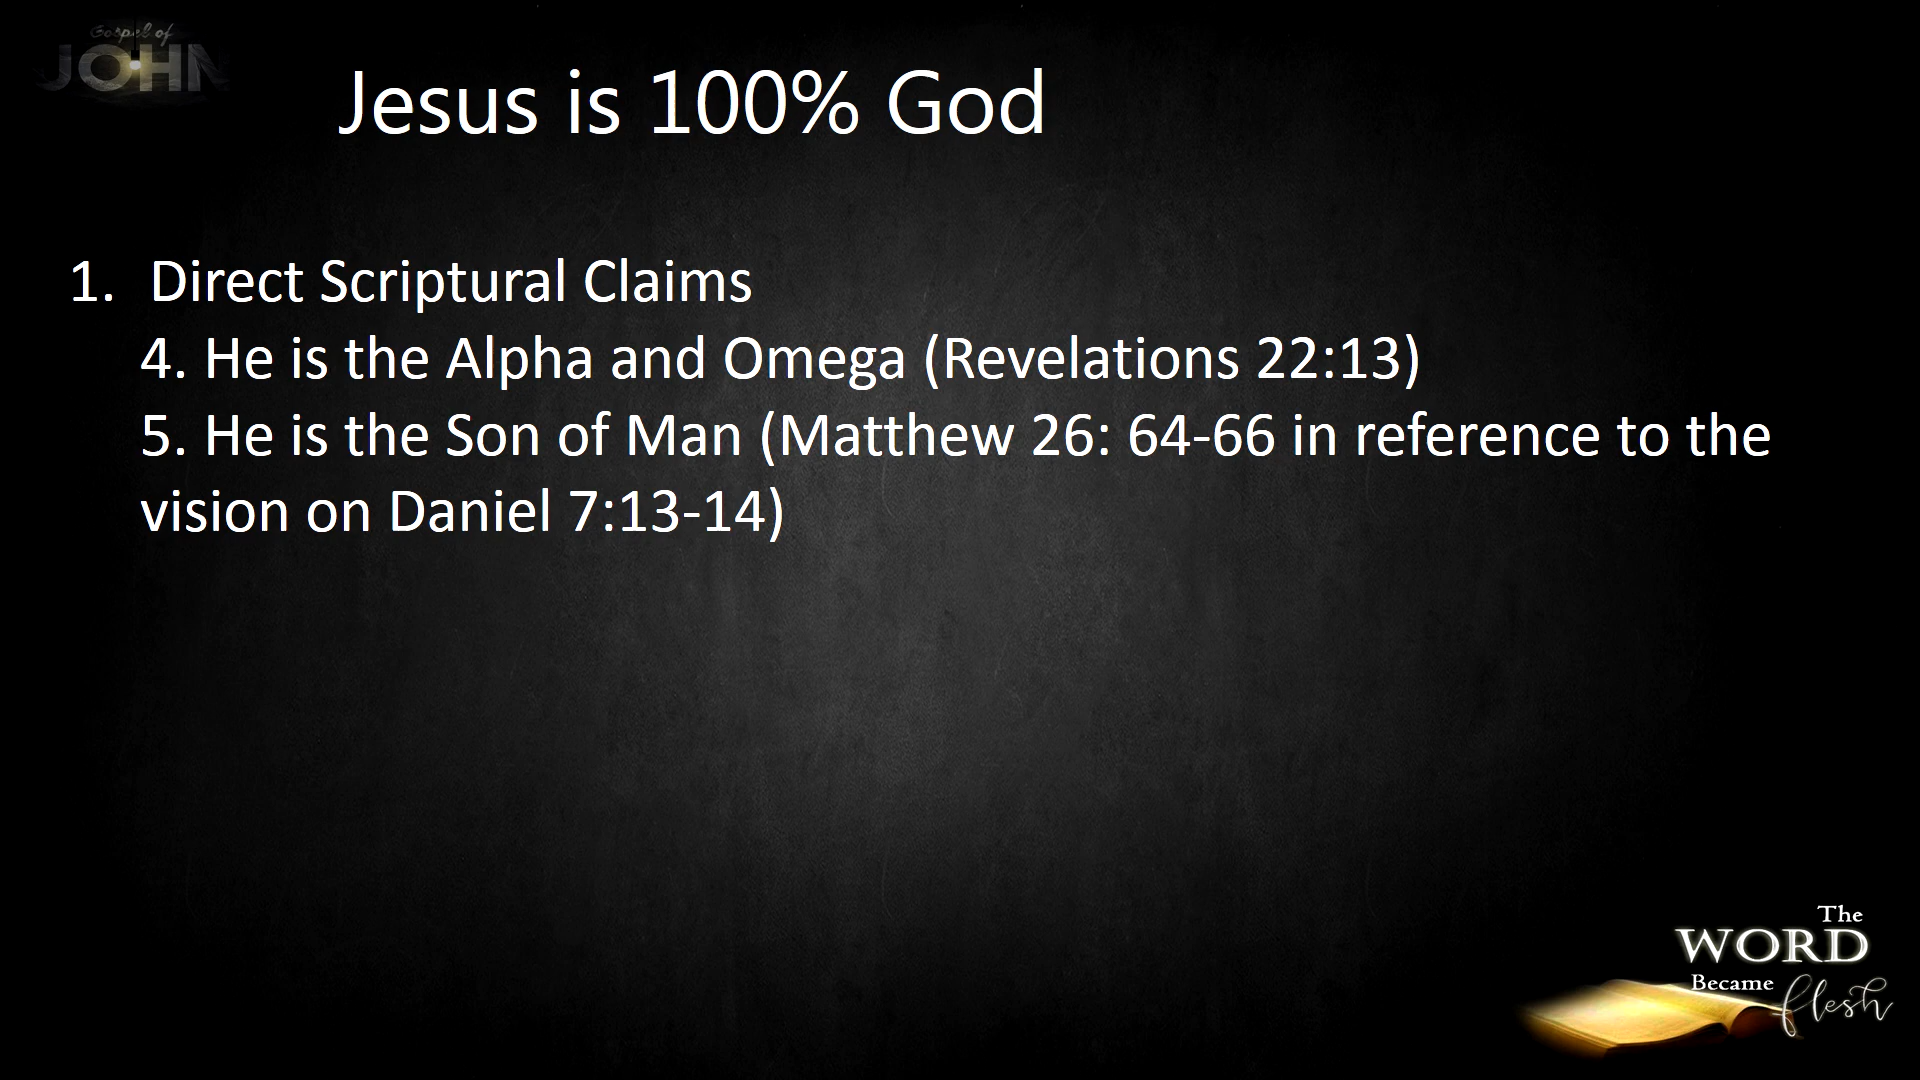 Gospel of
JOHN
Jesus is 100% God
1. Direct Scriptural Claims
4. He is the Alpha and Omega (Revelations 22:13)
5. He is the Son of Man (Matthew 26: 64-66 in reference to the
vision on Daniel 7:13-14)
The
WORD
Became
flesh